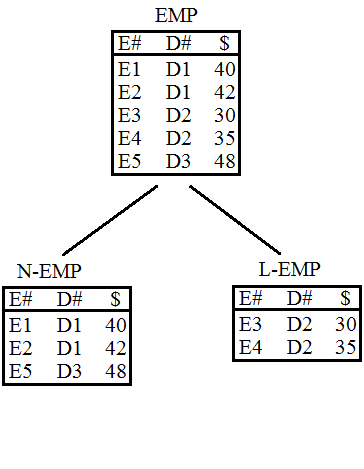 EMP
E# D# $
E1 D1 40
E2 D1 42
E3 D2 30
E4 D2 35
E5 D3 48
N-EMP
E# D# $
E1 D1 40
E2 D1 42
E5 D3 48
L-EMP
E# D# $
E3 D2 30
E4 D2 35